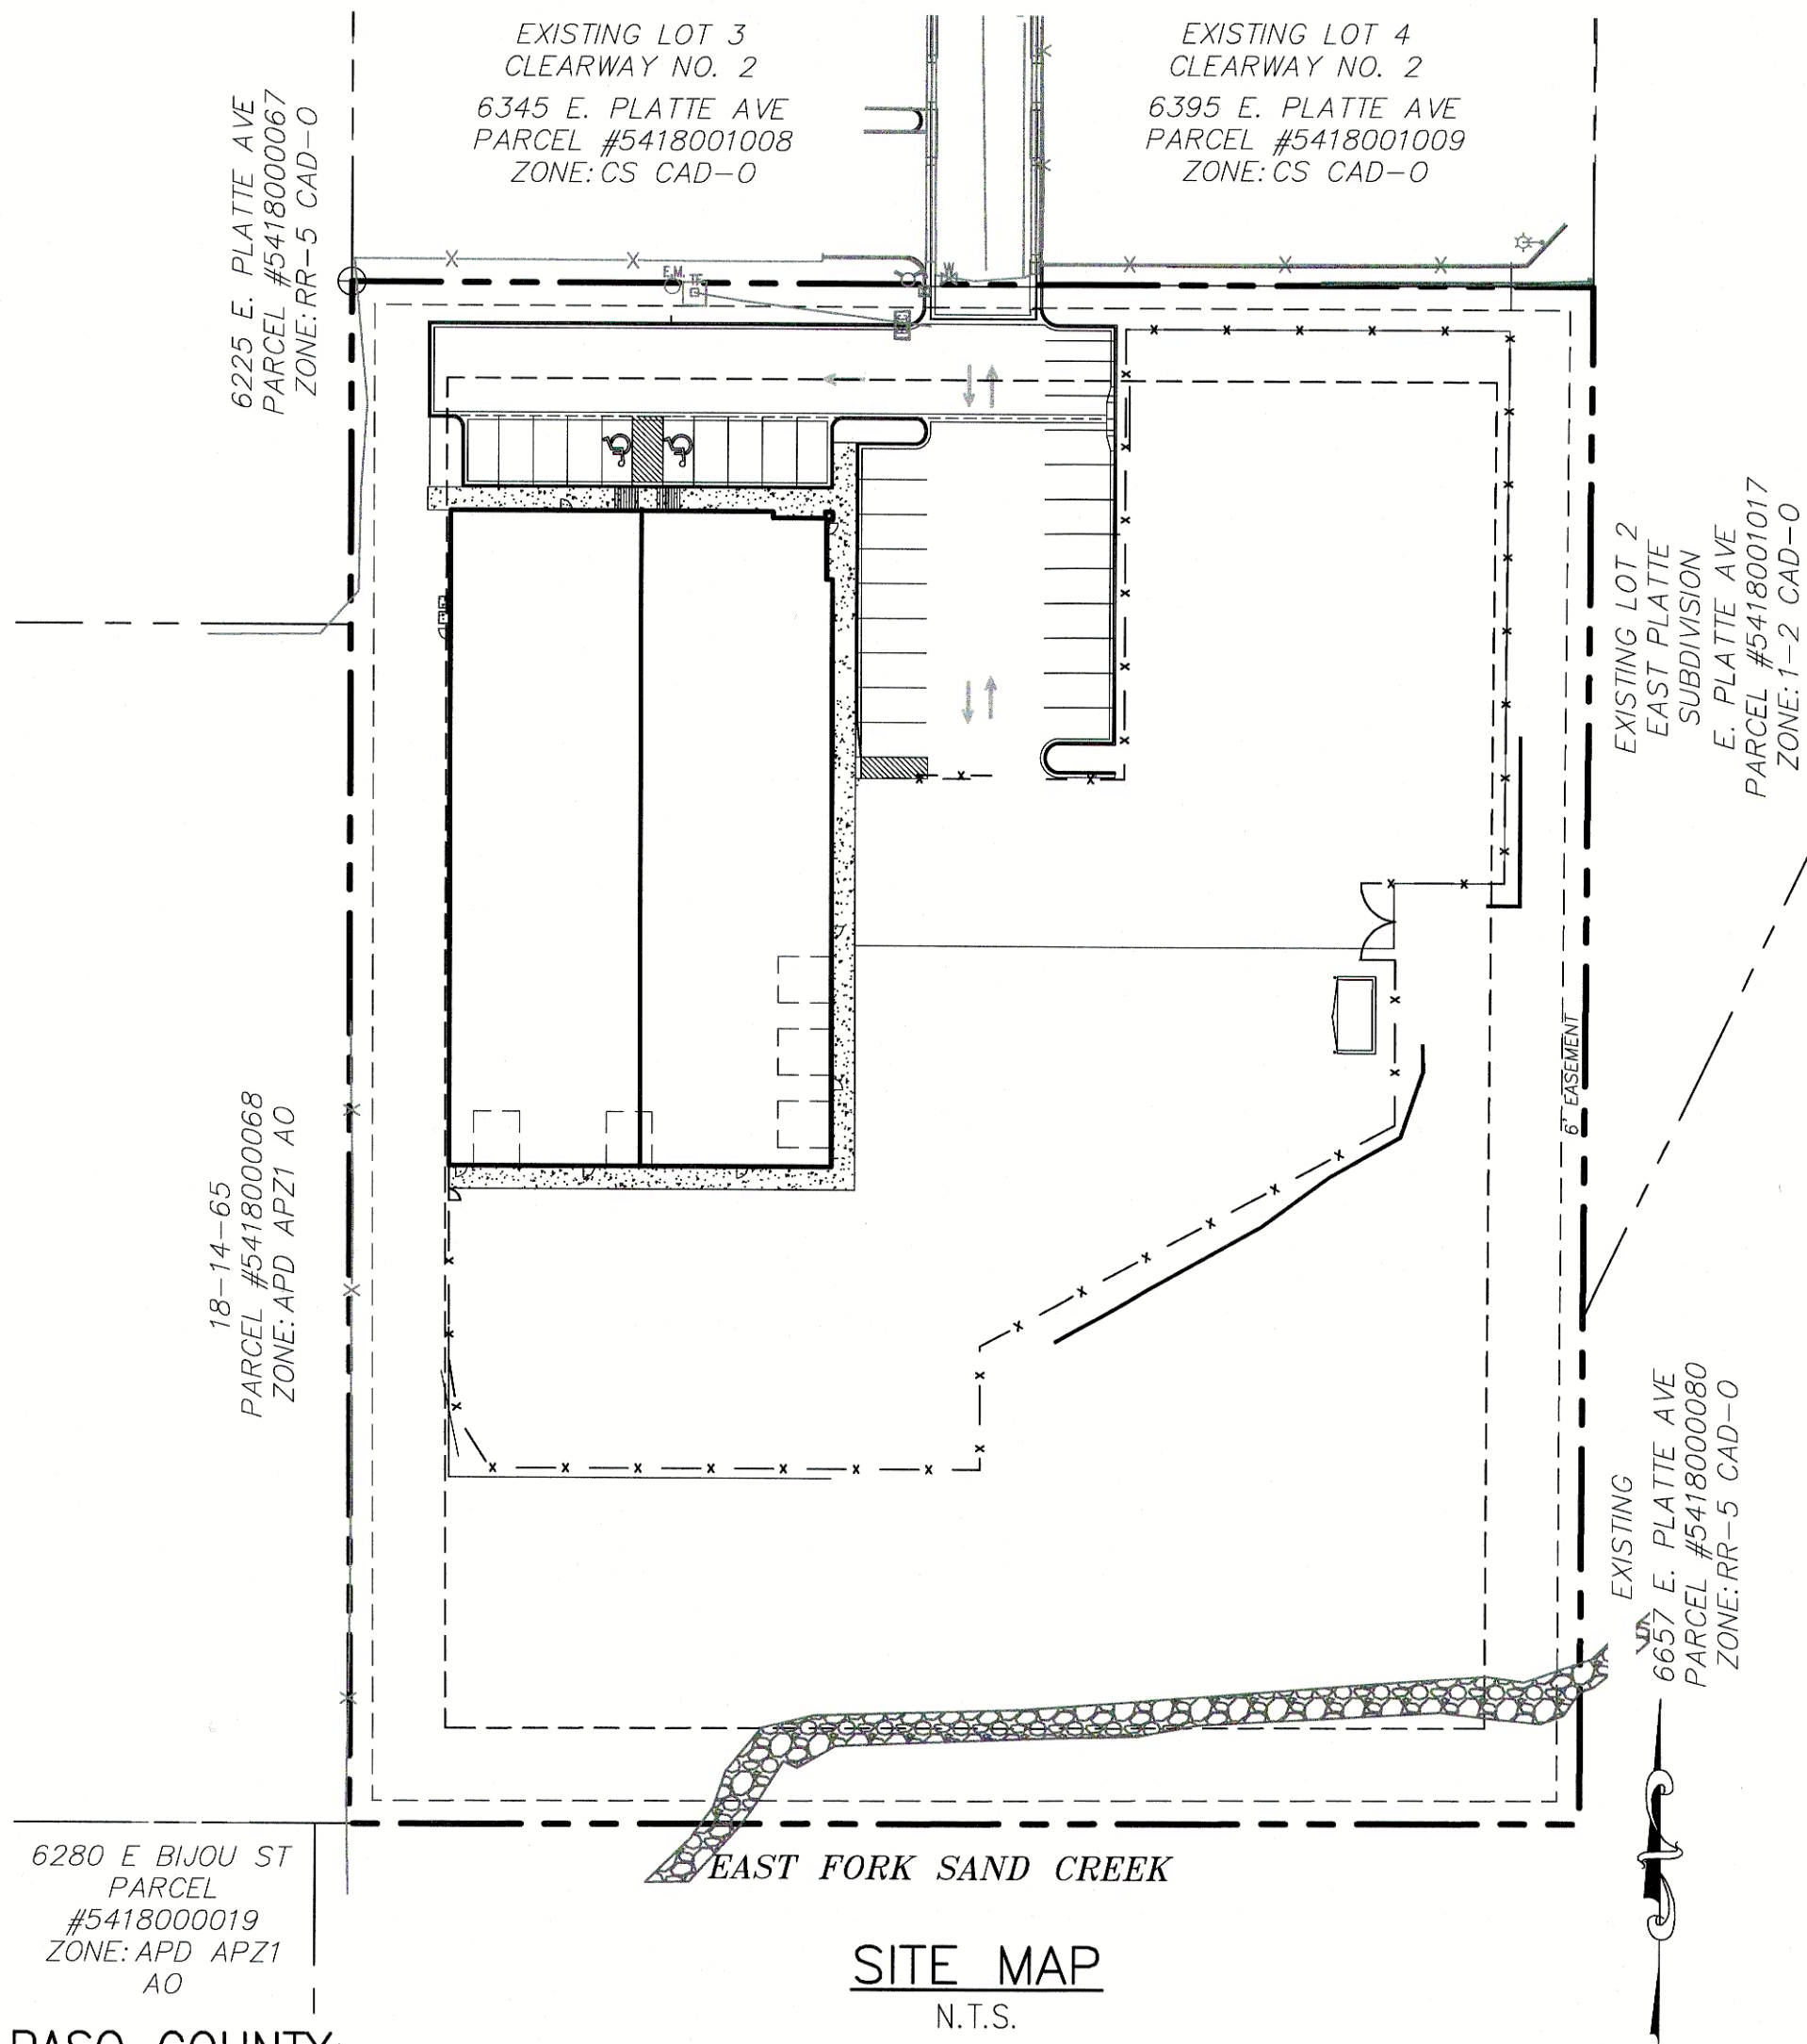 EXISTING LOT 3
CLEARWAY NO. 2
6345 E. PLATTE AVE
PARCEL #5418001008
ZONE: CS CAD-O
EXISTING LOT 4
CLEARWAY NO. 2
6395 E. PLATTE AVE
PARCEL #5418001009
ZONE: CS CAD-O
6225 E. PLATTE AVE
PARCEL #5418000067
ZONE: RR-5 CAD-O
E.M.
TF
W
EXISTING LOT 2
EAST PLATTE
SUBDIVISION
E. PLATTE AVE
PARCEL #5418001017
ZONE: 1-2 CAD-O
6' EASEMENT
18-14-65
PARCEL #5418000068
ZONE: APD APZ1 AO
EXISTING
6657 E. PLATTE AVE
PARCEL #5418000080
ZONE: RR-5 CAD-O
6280 E BIJOU ST
PARCEL
#5418000019
ZONE: APD APZ1
AO
EAST FORK SAND CREEK
SITE MAP
N.T.S.
PASO COUNTY